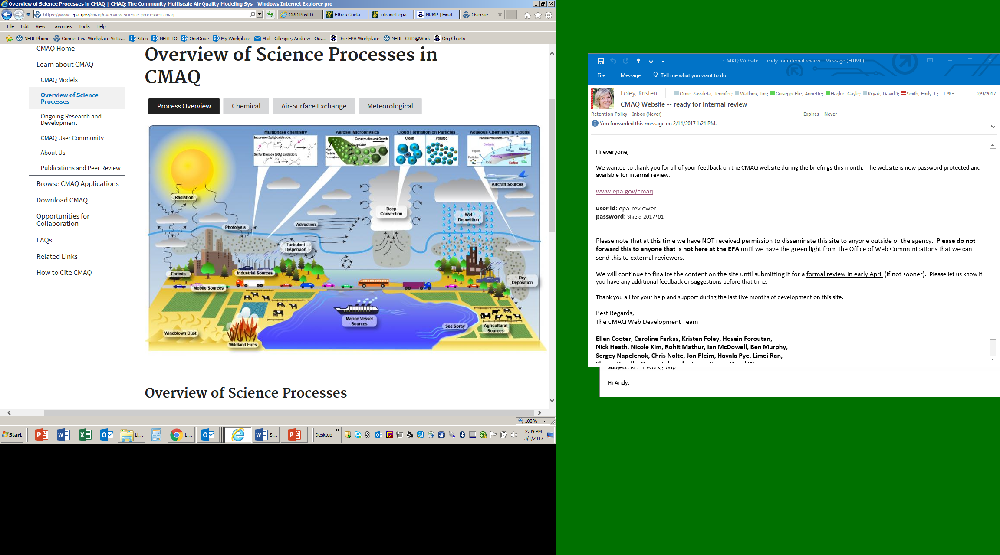 Overview of Science Processes in CMAQ | CMAQ: The Community Multiscale Air Quality Modeling Sys - Windows Internet Explorer pro
https://www.epa.gov/cmaq/overview-science-processes-cmaq
ORD Post D...
Ethics Guida...
intranet.epa...
NRMP | Final...
Overvie...
File Edit View Favorites Tools Help
NERL Phone Connect via Workplace Virtu... Sites NERL IO OneDrive My Workplace Mail - Gillespie, Andrew - Ou... One EPA Workplace NERL ORD@Work Org Charts
CMAQ Home
Learn about CMAQ
CMAQ Models
Overview of Science
Processes
Ongoing Research and
Development
CMAQ User Community
About Us
Publications and Peer Review
Browse CMAQ Applications
Download CMAQ
Opportunities for
Collaboration
FAQs
Related Links
How to Cite CMAQ
Overview of Science Processes in
CMAQ
Process Overview
Chemical
Air-Surface Exchange
Meteorological
Multiphase chemistry
Isoprene (C5H8) oxidation:
Sulfur Dioxide (SO2) oxidation:
Aerosol Microphysics
Condensation and Growth
Coagulation
New
Particle
Formation
Cloud Formation on Particles
Clean
Polluted
Aqueous Chemistry in Clouds
Particle Precursors
SO2
Glyoxal
Oxidants
Vapors
Particles
Ions
Sulfate
SOA
Aircraft Sources
Radiation
Deep
Convection
Wet
Deposition
Photolysis
Advection
Turbulent
Dispersion
Forests
Industrial Sources
Mobile Sources
Dry
Deposition
Marine Vessel
Sources
Sea Spray
Agricultural
Sources
Windblown Dust
Wildland Fires
Overview of Science Processes
100%
Start
Li...
L...
S...
Desktop
2:09 PM
3/1/2017
CMAQ Website -- ready for internal review - Message (HTML)
File Message Tell me what you want to do
Foley, Kristen
Orme-Zavaleta, Jennifer; Watkins, Tim; Guiseppi-Elie, Annette; Hagler, Gayle; Kryak, DavidD; Smith, Emily J.; + 9
2/9/2017
CMAQ Website -- ready for internal review
Retention Policy Inbox (Never)
Expires Never
You forwarded this message on 2/14/2017 1:24 PM.
Hi everyone,
We wanted to thank you for all of your feedback on the CMAQ website during the briefings this month. The website is now password protected and
available for internal review.
www.epa.gov/cmaq
user id: epa-reviewer
password: Shield-2017*01
Please note that at this time we have NOT received permission to disseminate this site to anyone outside of the agency. Please do not
forward this to anyone that is not here at the EPA until we have the green light from the Office of Web Communications that we can
send this to external reviewers.
We will continue to finalize the content on the site until submitting it for a formal review in early April (if not sooner). Please let us know if
you have any additional feedback or suggestions before that time.
Thank you all for your help and support during the last five months of development on this site.
Best Regards,
The CMAQ Web Development Team
Ellen Cooter, Caroline Farkas, Kristen Foley, Hosein Foroutan,
Nick Heath, Nicole Kim, Rohit Mathur, Ian McDowell, Ben Murphy,
Sergey Napelenok, Chris Nolte, Jon Pleim, Havala Pye, Limei Ran,
Subject: RE: IT Workgroup
Hi Andy,